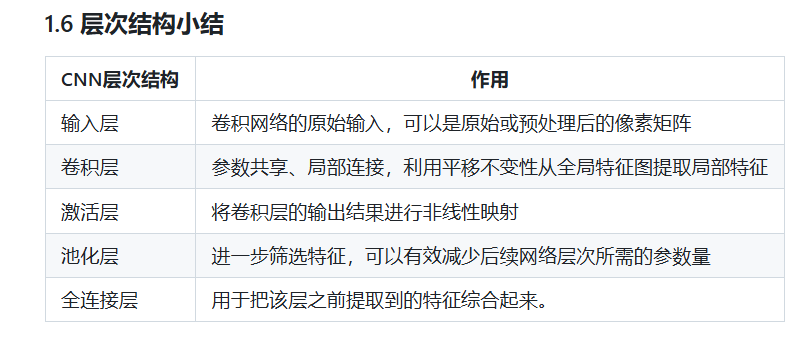 1.6 层次结构小结
CNN层次结构 作用
输入层 卷积网络的原始输入，可以是原始或预处理后的像素矩阵
卷积层 参数共享、局部连接，利用平移不变性从全局特征图提取局部特征
激活层 将卷积层的输出结果进行非线性映射
池化层 进一步筛选特征，可以有效减少后续网络层次所需的参数量
全连接层 用于把该层之前提取到的特征综合起来。